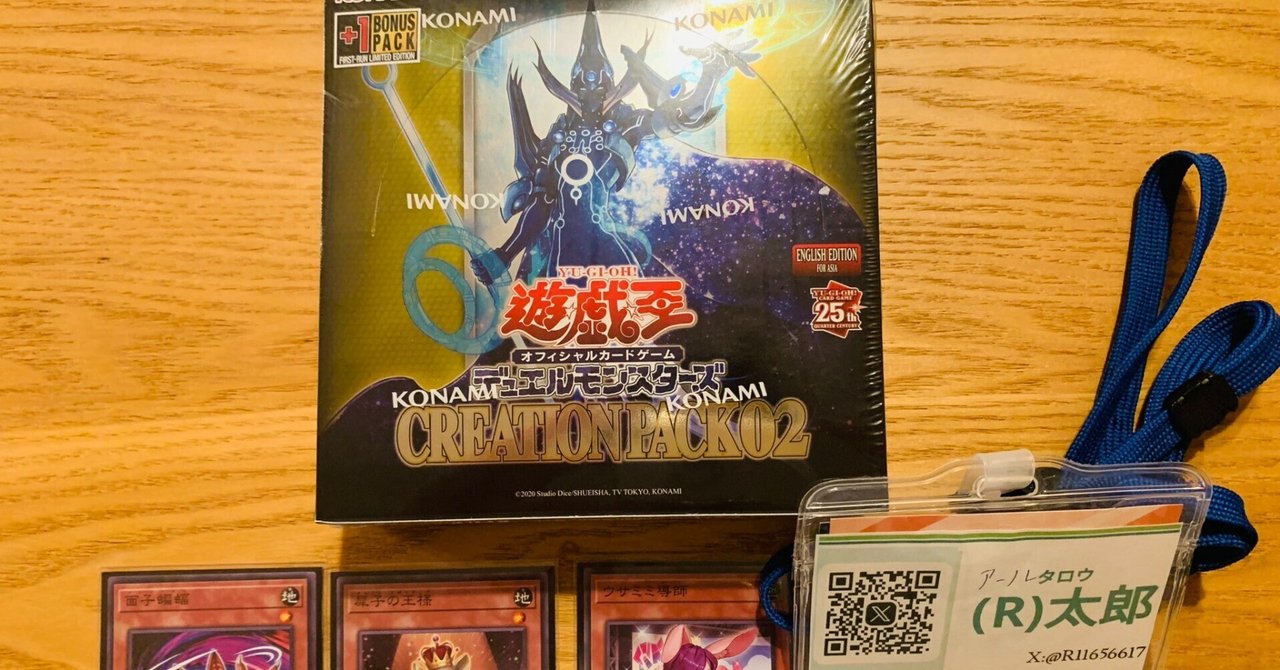 +1 BONUS PACK
FIRST-RUN LIMITED EDITION
KONAMI
KONAMI
KONAMI
KONAMI
ENGLISH EDITION
FOR ASIA
YU-GI-OH!
CARD GAME
25th
QUARTER CENTURY
YU-GI-OH!
遊戯王
オフィシャルカードゲーム
デュエルモンスターズ
KONAMI
KONAMI
CREATION PACK 02
©2020 Studio Dice/SHUEISHA, TV TOKYO, KONAMI
面子蝙蝠
地
星子の王様
地
ウサミミ導師
アールタロウ
(R)太郎
X:@R11656617